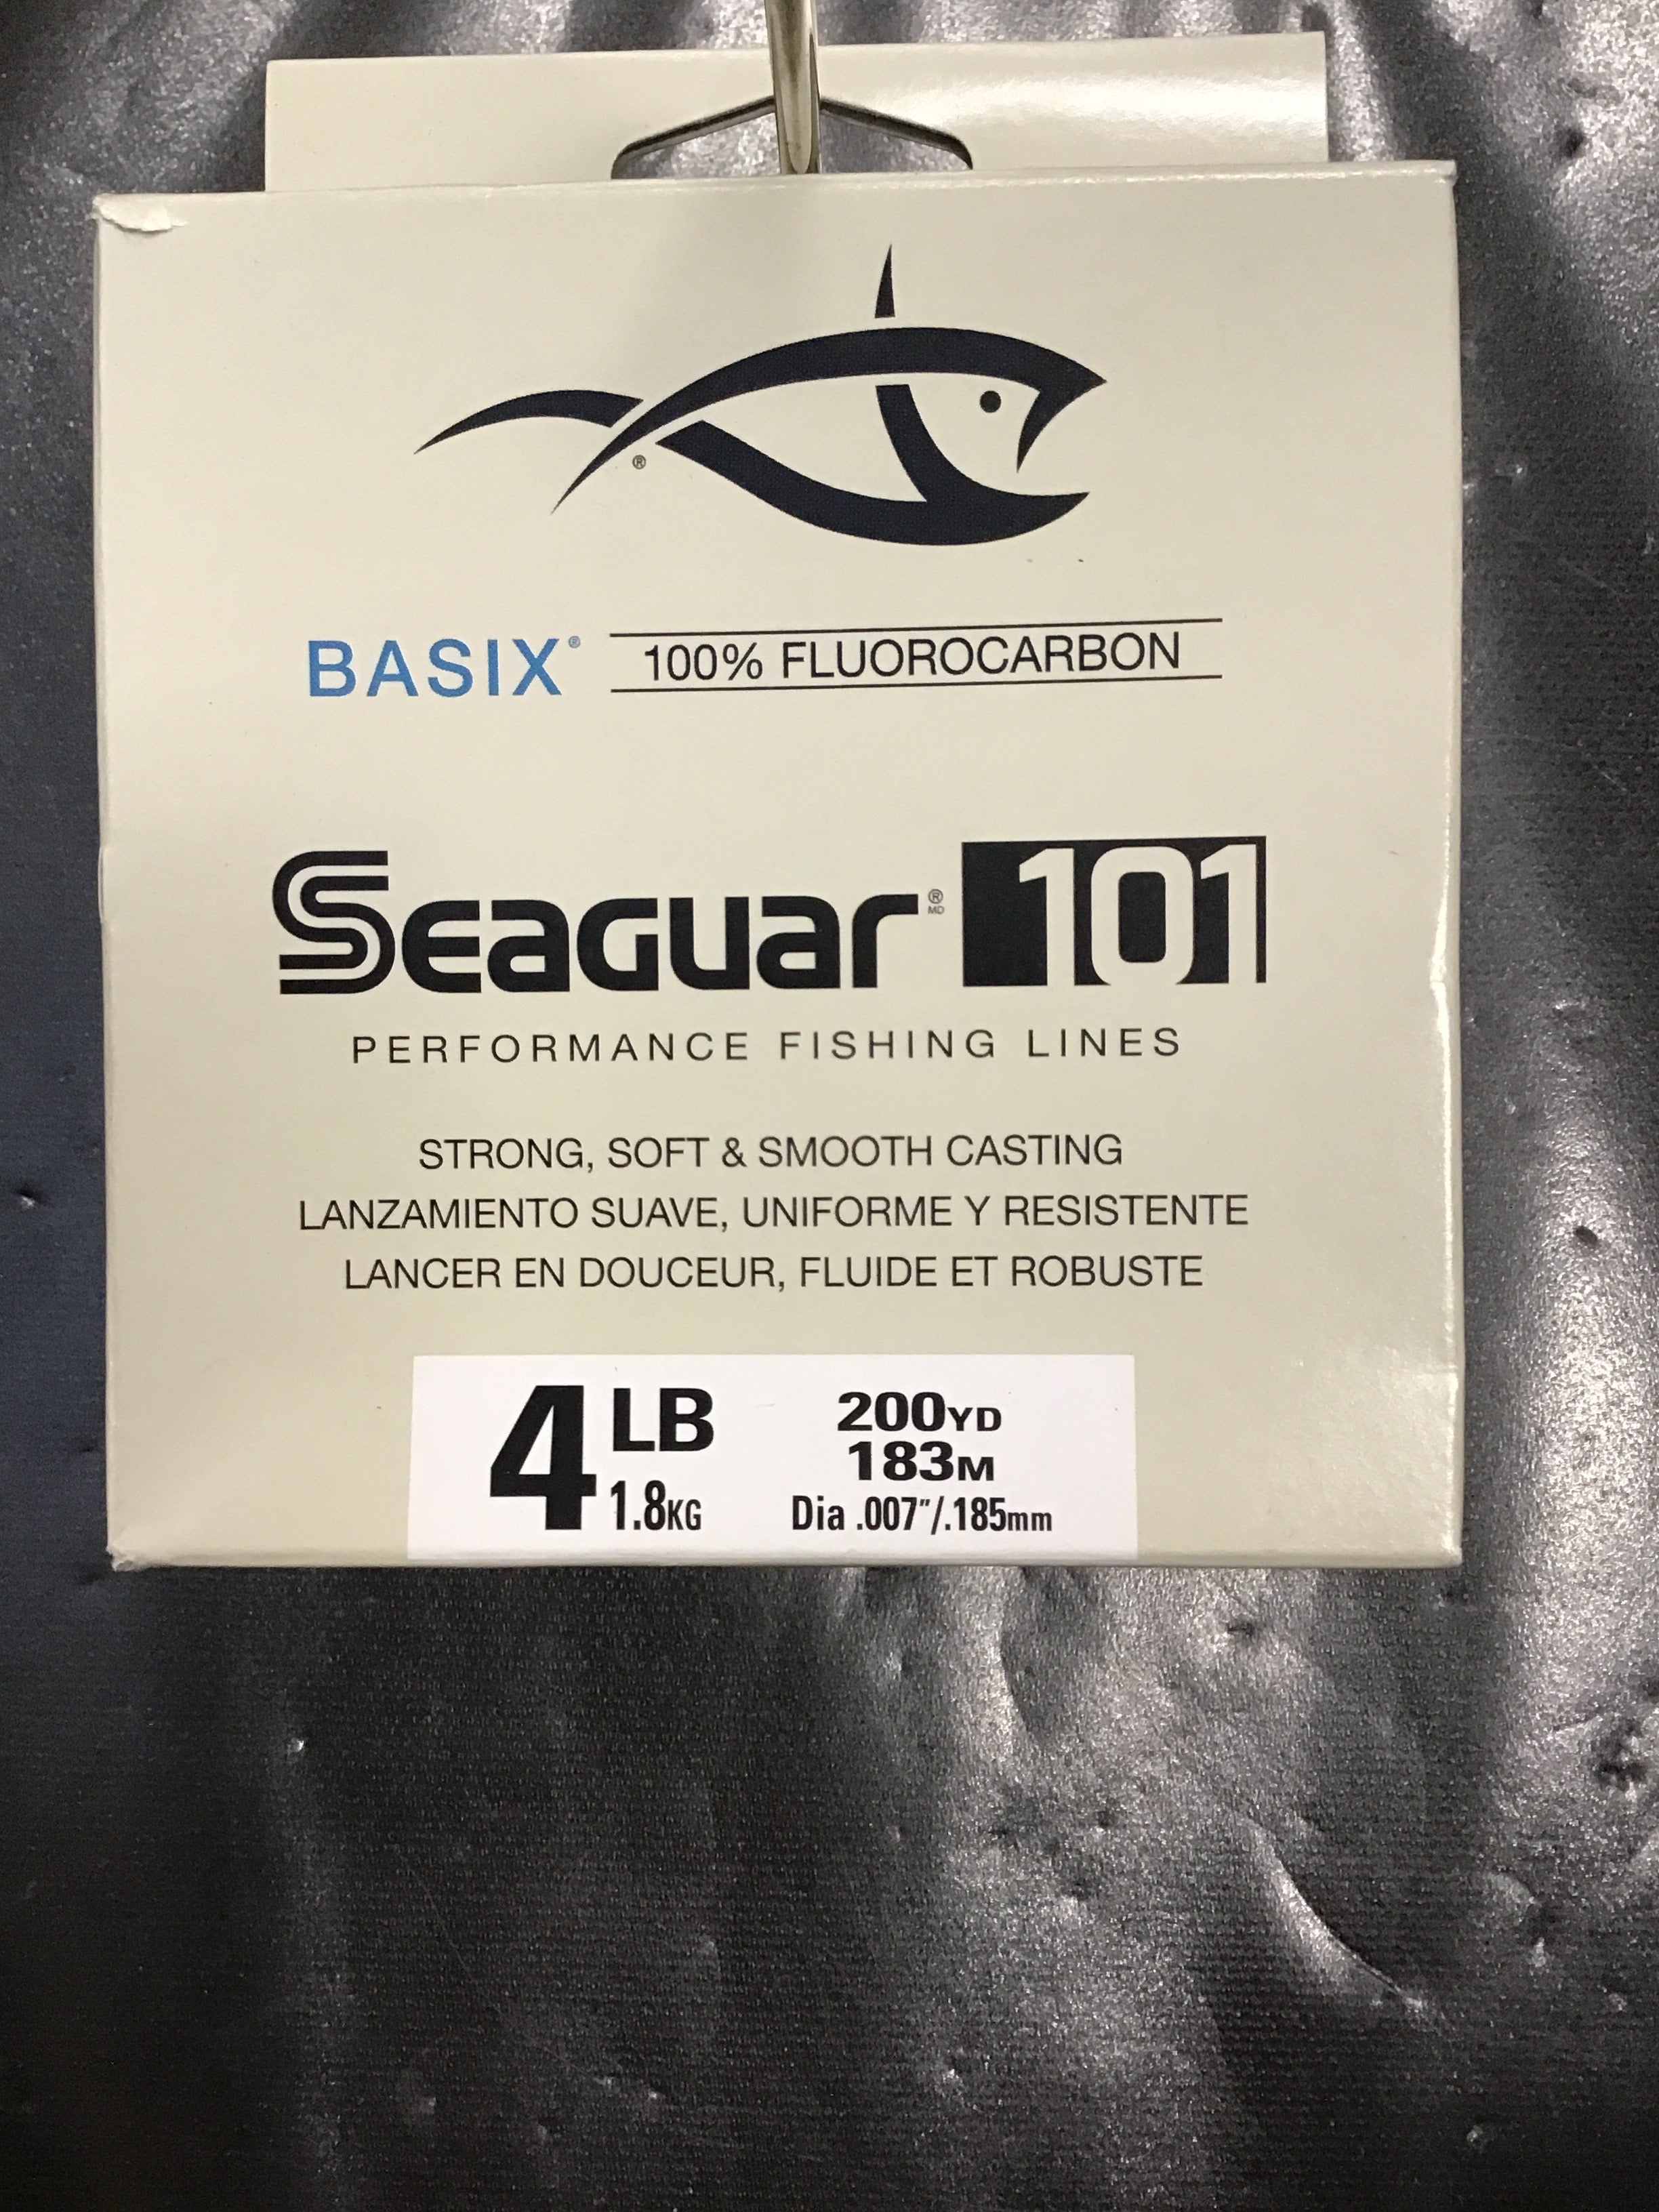 ®
BASIX® 100% FLUOROCARBON
Seaguar® MD 101
PERFORMANCE FISHING LINES
STRONG, SOFT & SMOOTH CASTING
LANZAMIENTO SUAVE, UNIFORME Y RESISTENTE
LANCER EN DOUCEUR, FLUIDE ET ROBUSTE
4 LB 200YD
1.8KG 183M
Dia .007"/.185mm